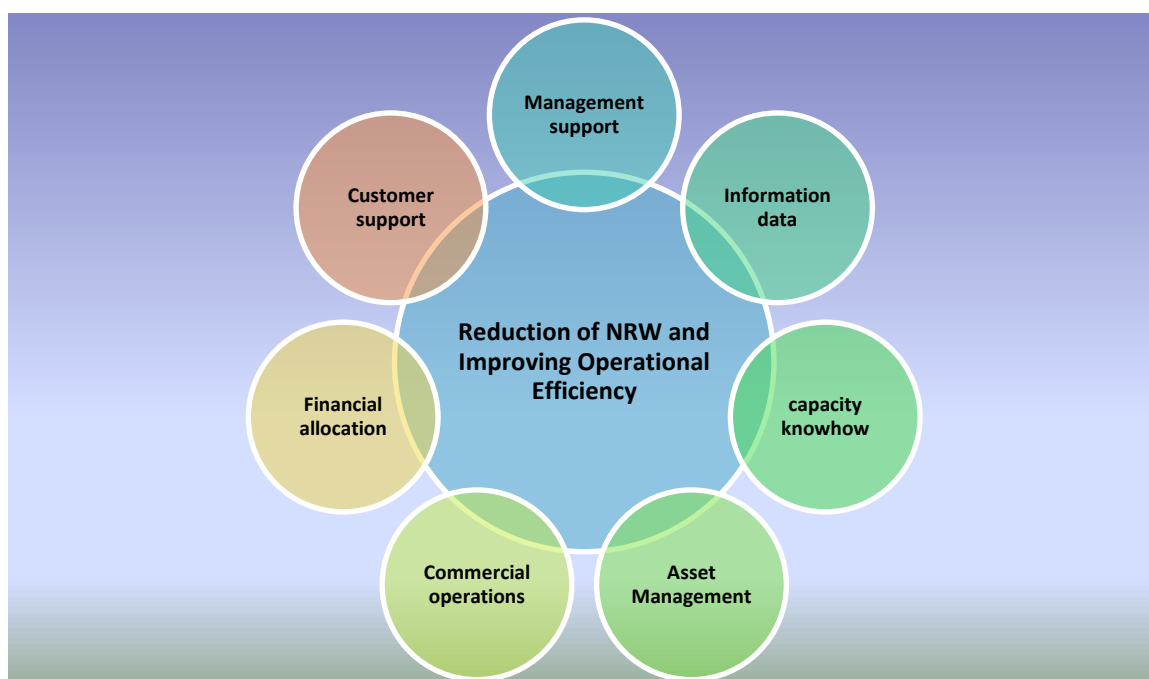 Management
support
Information
data
capacity
knowhow
Asset
Management
Commercial
operations
Financial
allocation
Customer
support
Reduction of NRW and
Improving Operational
Efficiency